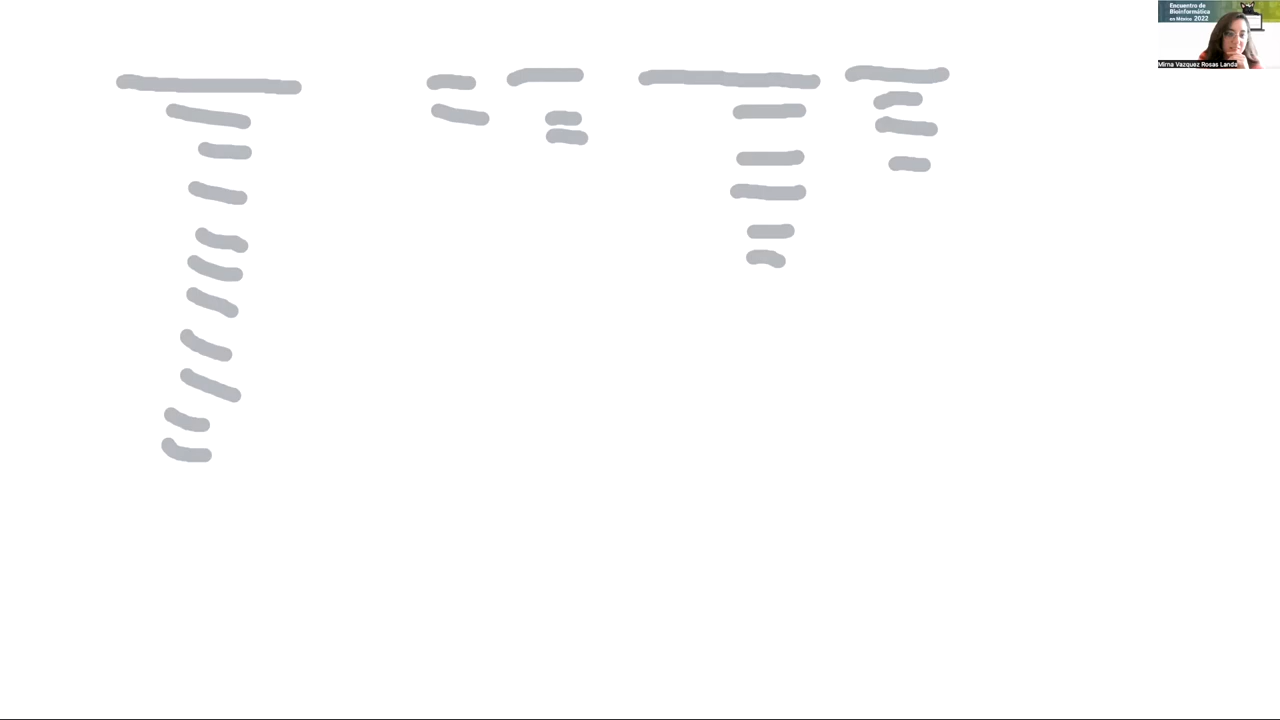 Encuentro de
Bioinformática
en México 2022
Mirna Vazquez Rosas Landa